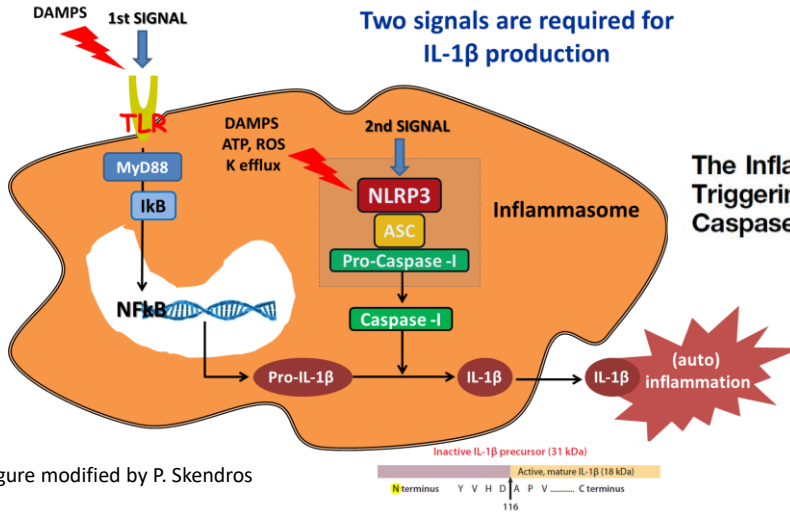 DAMPS
1st SIGNAL
Two signals are required for
IL-1β production
TLR
MyD88
IkB
NFkB
DAMPS
ATP, ROS
K efflux
2nd SIGNAL
NLRP3
ASC
Pro-Caspase -I
Inflammasome
Caspase -I
Pro-IL-1β
IL-1β
IL-1β
(auto)
inflammation
The Infla
Triggerin
Caspase
gure modified by P. Skendros
Inactive IL-1β precursor (31 kDa)
Active, mature IL-1β (18 kDa)
N terminus Y V H D A P V .......... C terminus
116